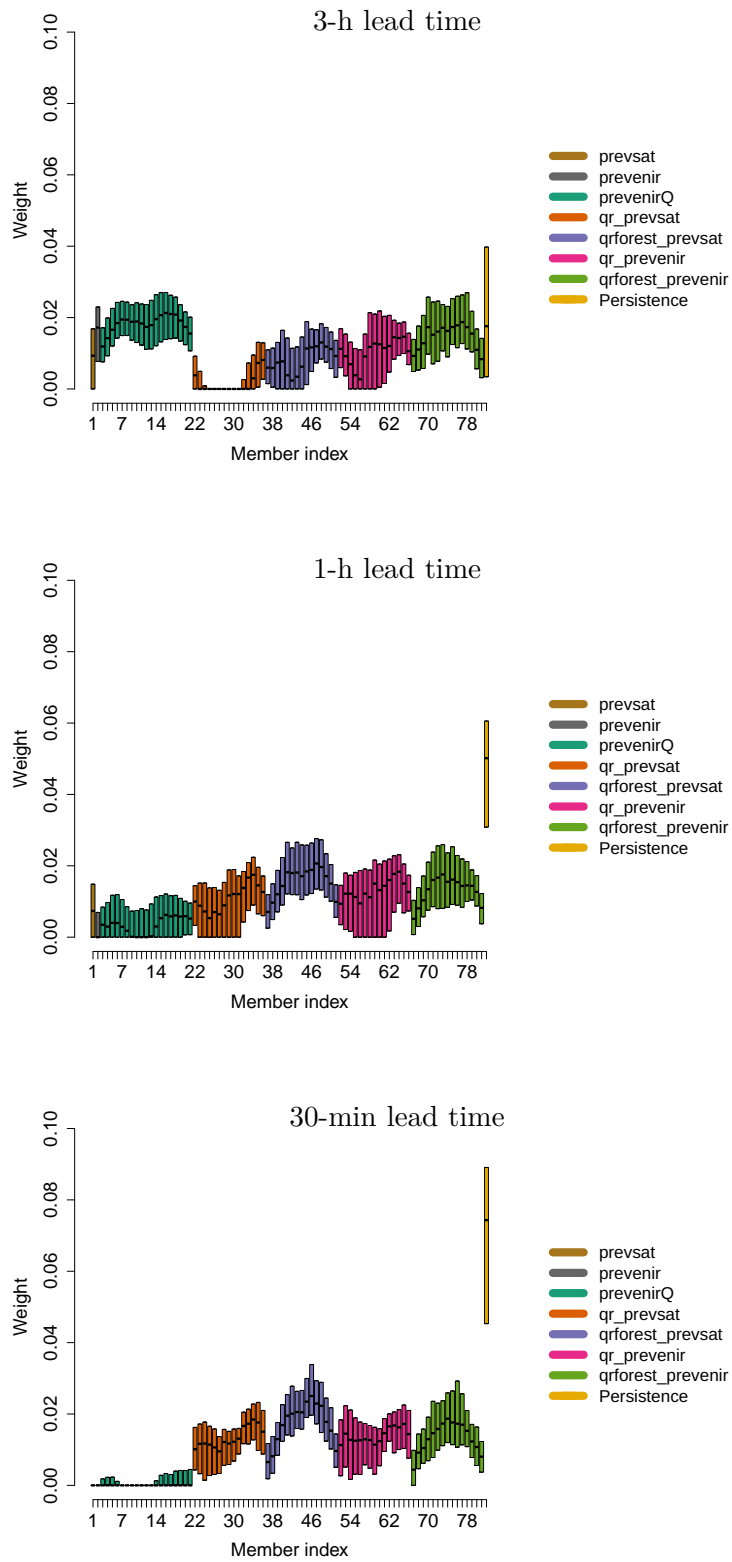 3-h lead time
0.10
0.08
0.06
0.04
0.02
0.00
Weight
1 7 14 22 30 38 46 54 62 70 78
Member index
prevsat
prevenir
prevenirQ
qr_prevsat
qrforest_prevsat
qr_prevenir
qrforest_prevenir
Persistence
1-h lead time
0.10
0.08
0.06
0.04
0.02
0.00
Weight
1 7 14 22 30 38 46 54 62 70 78
Member index
prevsat
prevenir
prevenirQ
qr_prevsat
qrforest_prevsat
qr_prevenir
qrforest_prevenir
Persistence
30-min lead time
0.10
0.08
0.06
0.04
0.02
0.00
Weight
1 7 14 22 30 38 46 54 62 70 78
Member index
prevsat
prevenir
prevenirQ
qr_prevsat
qrforest_prevsat
qr_prevenir
qrforest_prevenir
Persistence